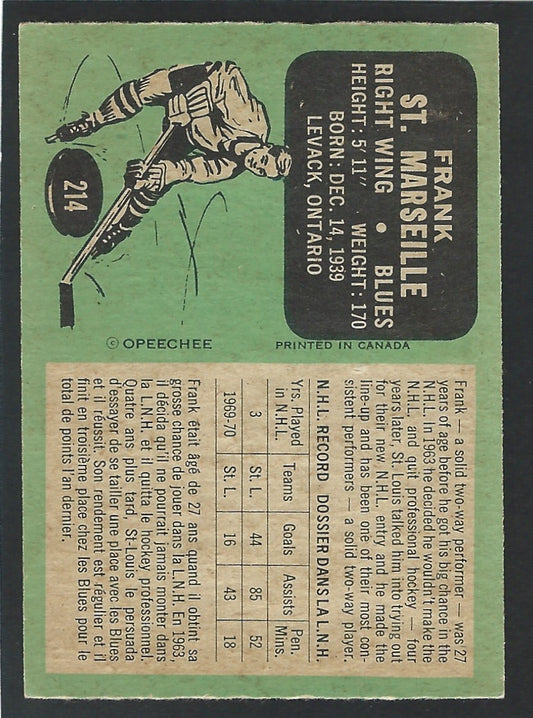 FRANK
ST. MARSEILLE
RIGHT WING • BLUES
HEIGHT: 5' 11" WEIGHT: 170
BORN: DEC. 14, 1939
LEVACK, ONTARIO
214
© OPEECHEE PRINTED IN CANADA
Frank — a solid two-way performer — was 27
years of age before he got his big chance in the
N.H.L. In 1963 he decided he wouldn't make the
N.H.L. and quit professional hockey — four
years later, St. Louis talked him into trying out
for their new N.H.L. entry and he made the
line-up and has been one of their most con-
sistent performers — a solid two-way player.
N.H.L. RECORD DOSSIER DANS LA L.N.H.
Yrs. Played in N.H.L. Teams Goals Assists Pen. Mins.
3 St. L. 44 85 52
1969-70 St. L. 16 43 18
Frank était âgé de 27 ans quand il obtint sa
grosse chance de jouer dans la L.N.H. En 1963,
il décida qu'il ne pourrait jamais monter dans
la L.N.H. et il quitta le hockey professionnel.
Quatre ans plus tard, St-Louis le persuada
d'essayer de se tailler une place avec les Blues
et il réussit. Son rendement est régulier et il
finit en troisième place chez les Blues pour le
total de points l'an dernier.